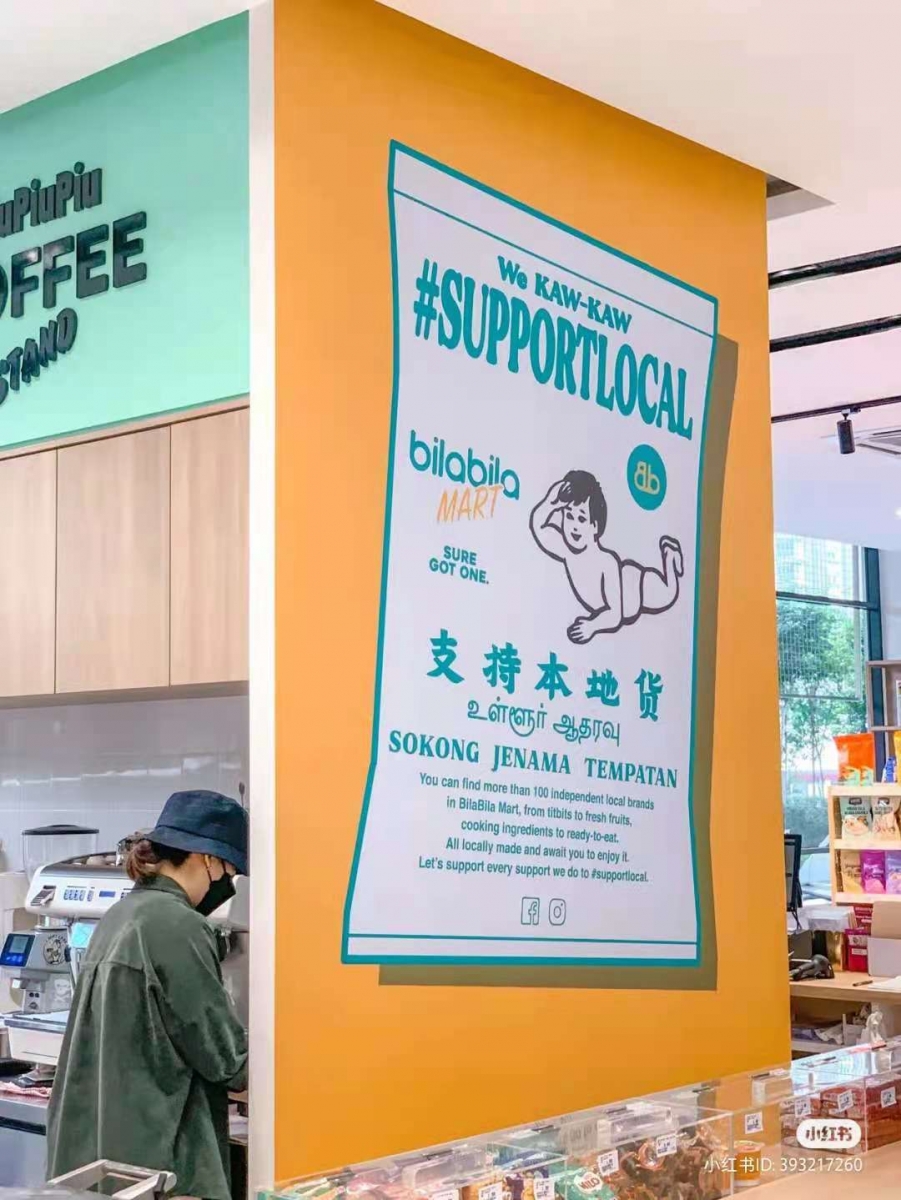 uPiuPiu
OFFEE
STAND
We KAW-KAW
#SUPPORTLOCAL
bilabila
MART
Bb
SURE
GOT ONE.
支持本地货
உள்ளூர் ஆதரவு
SOKONG JENAMA TEMPATAN
You can find more than 100 independent local brands
in BilaBila Mart, from titbits to fresh fruits,
cooking ingredients to ready-to-eat.
All locally made and await you to enjoy it.
Let's support every support we do to #supportlocal.
小红书
小红书ID: 393217260